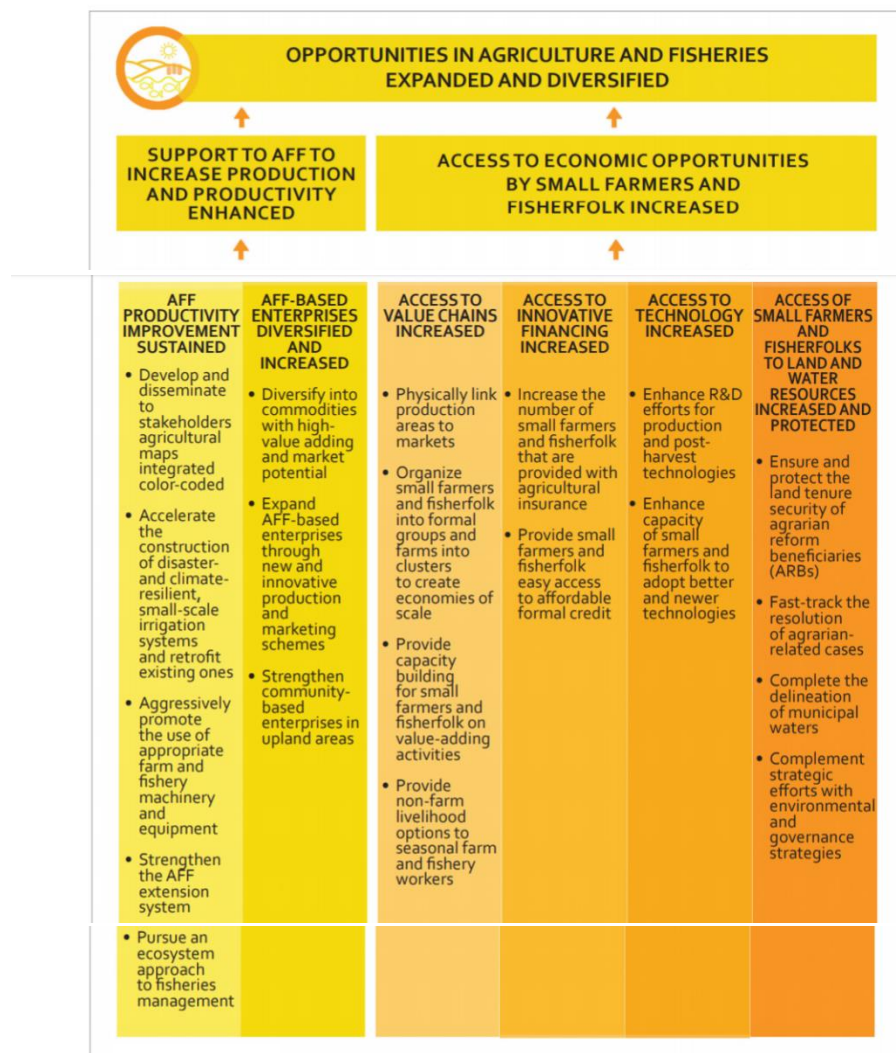 OPPORTUNITIES IN AGRICULTURE AND FISHERIES
EXPANDED AND DIVERSIFIED
SUPPORT TO AFF TO
INCREASE PRODUCTION
AND PRODUCTIVITY
ENHANCED
ACCESS TO ECONOMIC OPPORTUNITIES
BY SMALL FARMERS AND
FISHERFOLK INCREASED
AFF
PRODUCTIVITY
IMPROVEMENT
SUSTAINED
• Develop and
disseminate
to
stakeholders
agricultural
maps
integrated
color-coded
• Accelerate
the
construction
of disaster-
and climate-
resilient,
small-scale
irrigation
systems
and retrofit
existing ones
• Aggressively
promote
the use of
appropriate
farm and
fishery
machinery
and
equipment
• Strengthen
the AFF
extension
system
• Pursue an
ecosystem
approach
to fisheries
management
AFF-BASED
ENTERPRISES
DIVERSIFIED
AND
INCREASED
• Diversify into
commodities
with high-
value adding
and market
potential
• Expand
AFF-based
enterprises
through
new and
innovative
production
and
marketing
schemes
• Strengthen
community-
based
enterprises in
upland areas
ACCESS TO
VALUE CHAINS
INCREASED
• Physically link
production
areas to
markets
• Organize
small farmers
and fisherfolk
into formal
groups and
farms into
clusters
to create
economies of
scale
• Provide
capacity
building
for small
farmers and
fisherfolk on
value-adding
activities
• Provide
non-farm
livelihood
options to
seasonal farm
and fishery
workers
ACCESS TO
INNOVATIVE
FINANCING
INCREASED
• Increase the
number of
small farmers
and fisherfolk
that are
provided with
agricultural
insurance
• Provide small
farmers and
fisherfolk
easy access
to affordable
formal credit
ACCESS TO
TECHNOLOGY
INCREASED
• Enhance R&D
efforts for
production
and post-
harvest
technologies
• Enhance
capacity
of small
farmers and
fisherfolk to
adopt better
and newer
technologies
ACCESS OF
SMALL FARMERS
AND
FISHERFOLKS
TO LAND AND
WATER
RESOURCES
INCREASED AND
PROTECTED
• Ensure and
protect the
land tenure
security of
agrarian
reform
beneficiaries
(ARBs)
• Fast-track the
resolution
of agrarian-
related cases
• Complete the
delineation
of municipal
waters
• Complement
strategic
efforts with
environmental
and
governance
strategies